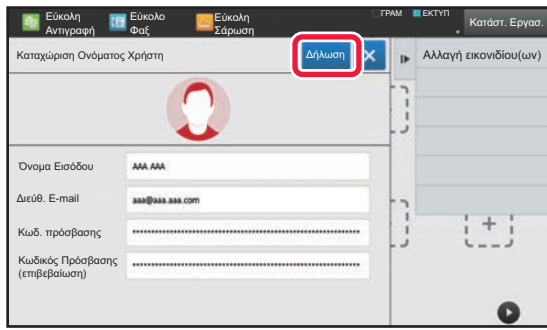 Εύκολη
Αντιγραφή
Εύκολο
Φαξ
Εύκολη
Σάρωση
ΓΡΑΜ
ΕΚΤΥΠ
Κατάστ. Εργασ.
Καταχώριση Ονόματος Χρήστη
Δήλωση
Αλλαγή εικονιδίου(ων)
Όνομα Εισόδου
AAA AAA
Διεύθ. E-mail
aaa@aaa.aaa.com
Κωδ. πρόσβασης
Κωδικός Πρόσβασης
(επιβεβαίωση)